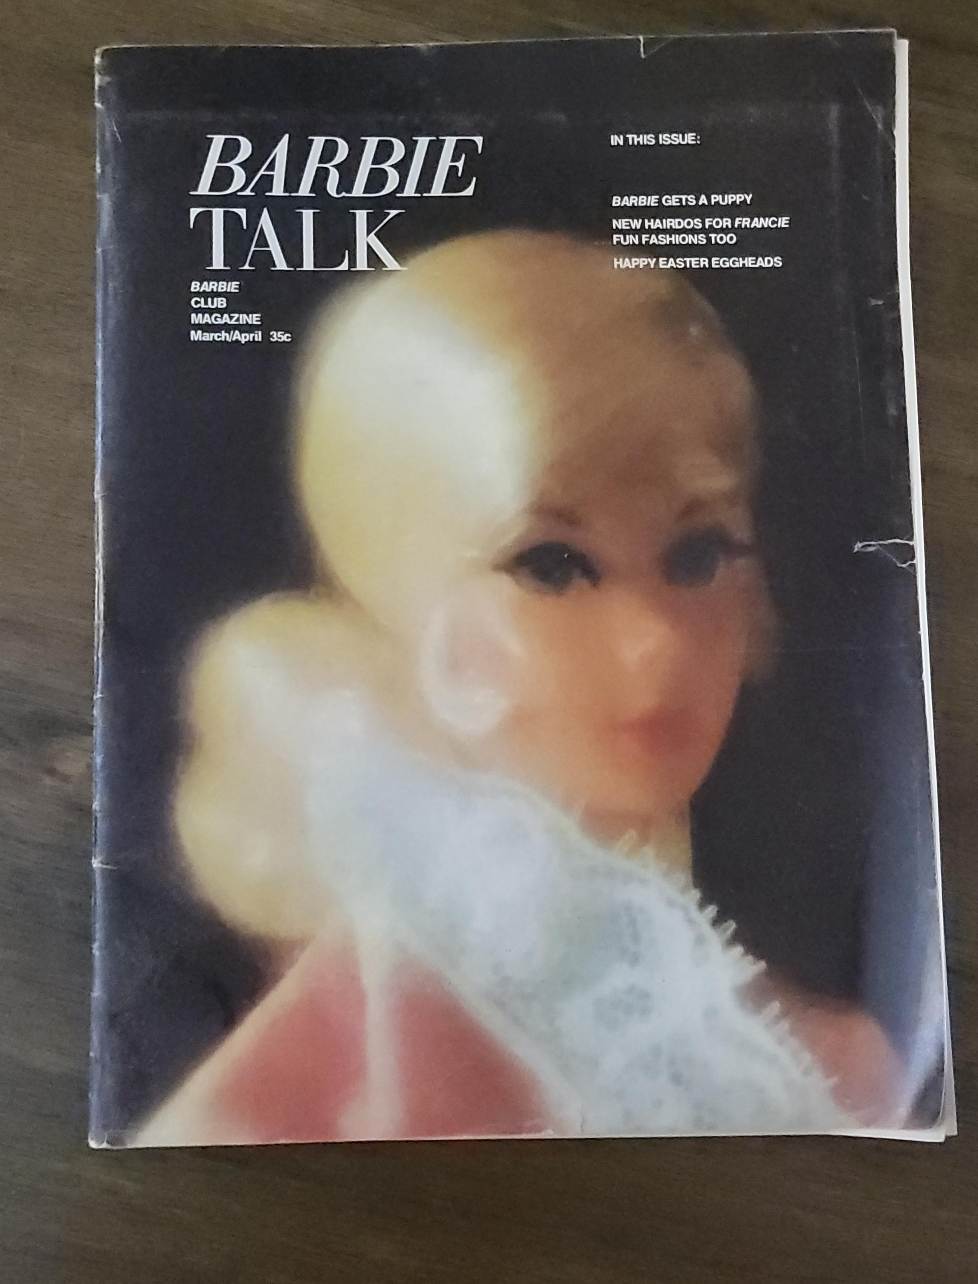 BARBIE
TALK
BARBIE
CLUB
MAGAZINE
March/April 35c
IN THIS ISSUE:
BARBIE GETS A PUPPY
NEW HAIRDOS FOR FRANCIE
FUN FASHIONS TOO
HAPPY EASTER EGGHEADS